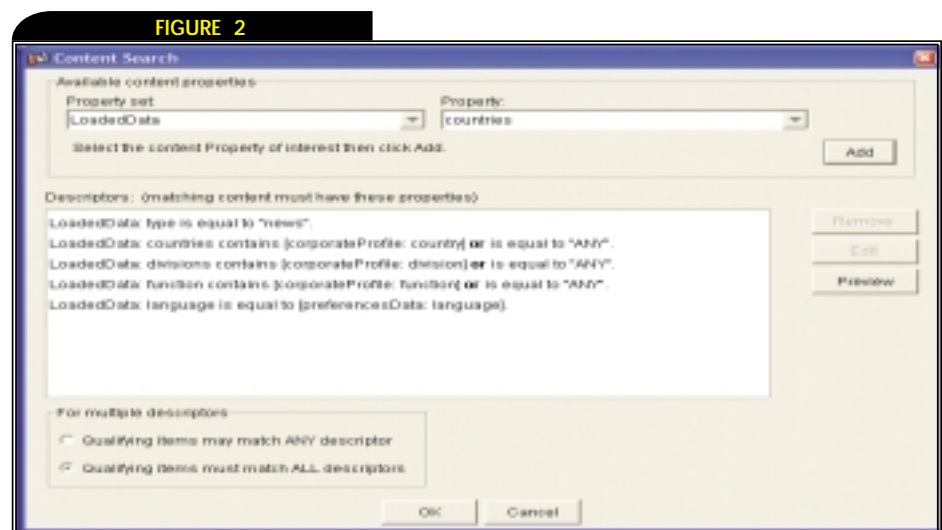 FIGURE 2
Content Search
Available content properties
Property set:
Property:
LoadedData
countries
Select the content Property of interest then click Add.
Add
Descriptors: (matching content must have these properties)
LoadedData: type is equal to "news".
LoadedData: countries contains {corporateProfile: country} or is equal to "ANY".
LoadedData: divisions contains {corporateProfile: division} or is equal to "ANY".
LoadedData: function contains {corporateProfile: function} or is equal to "ANY".
LoadedData: language is equal to {preferencesData: language}.
Remove
Edit
Preview
For multiple descriptors
Qualifying items may match ANY descriptor
Qualifying items must match ALL descriptors
OK
Cancel